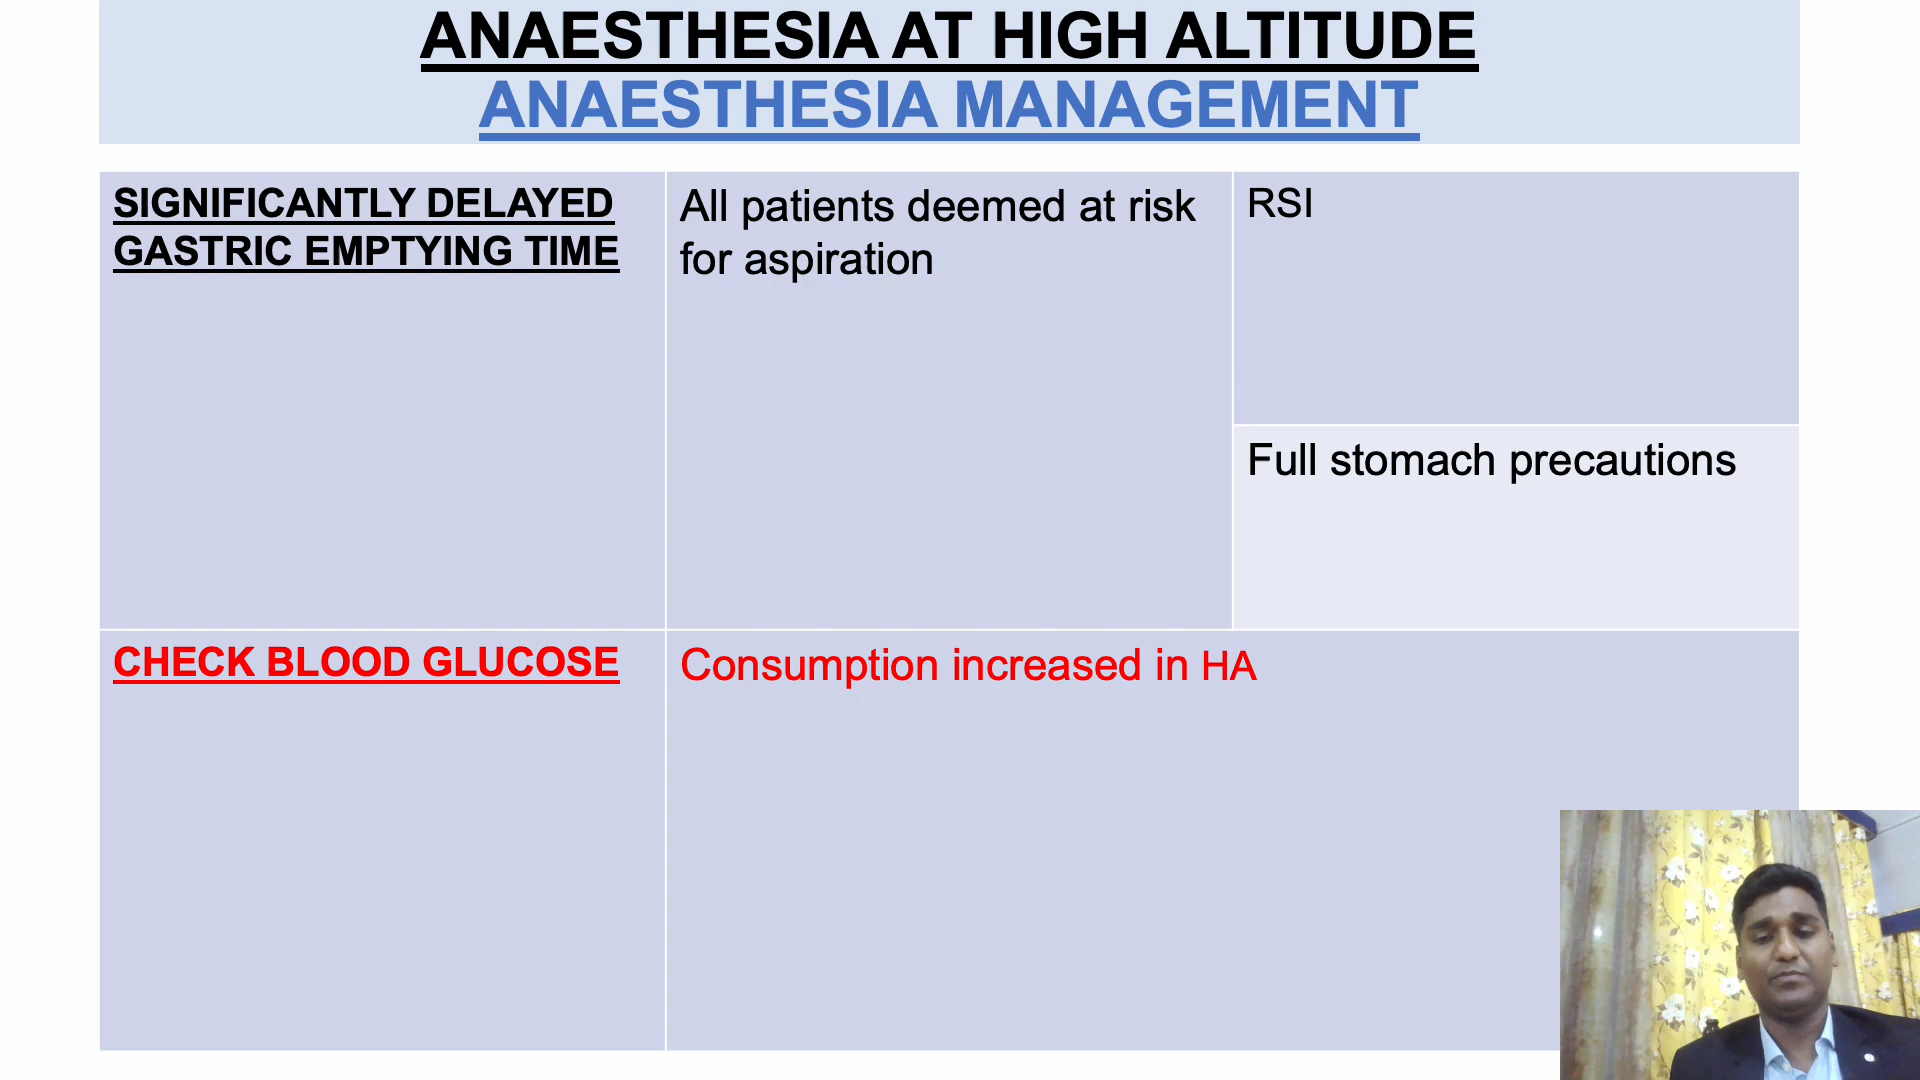 ANAESTHESIA AT HIGH ALTITUDE
ANAESTHESIA MANAGEMENT
SIGNIFICANTLY DELAYED
GASTRIC EMPTYING TIME
All patients deemed at risk
for aspiration
RSI
Full stomach precautions
CHECK BLOOD GLUCOSE
Consumption increased in HA